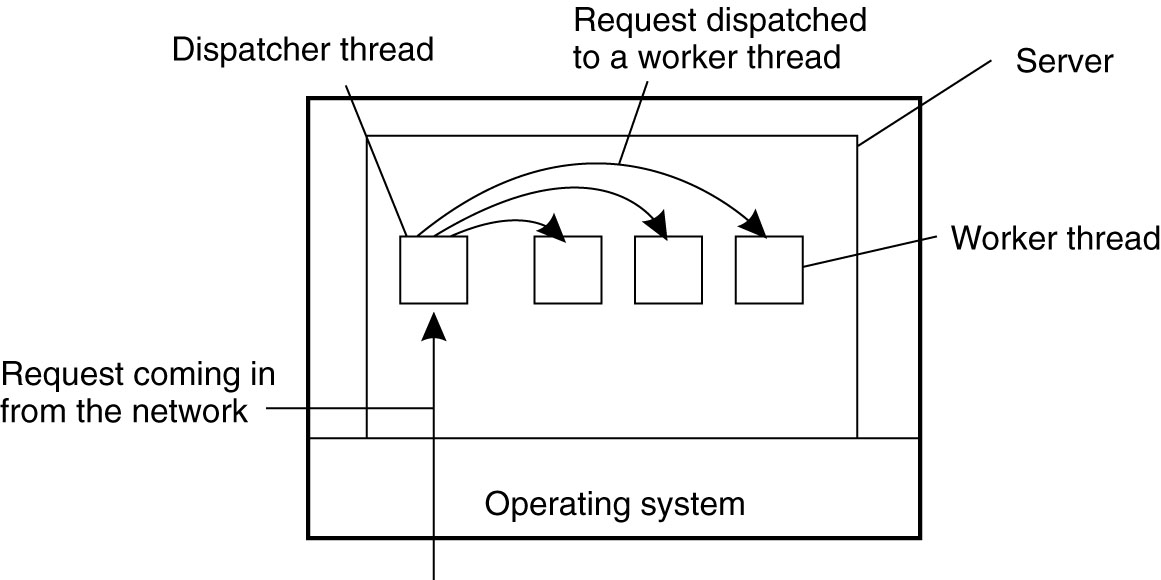 Request dispatched
to a worker thread
Dispatcher thread
Server
Worker thread
Request coming in
from the network
Operating system